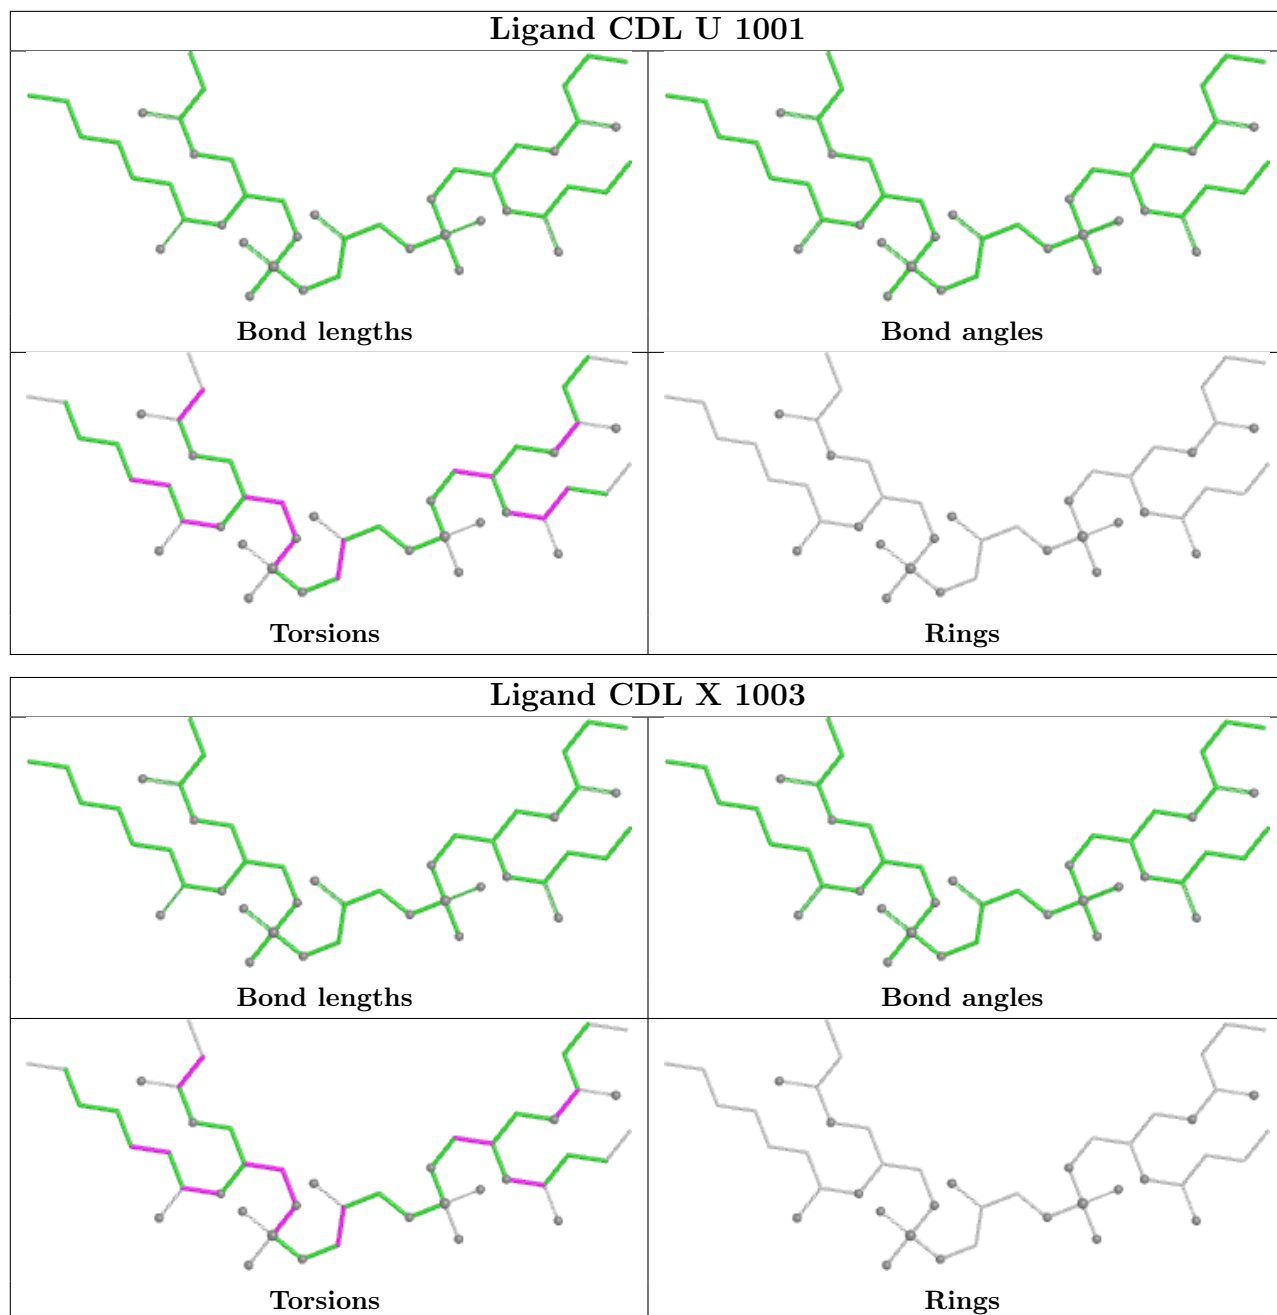 Ligand CDL U 1001
Bond lengths
Bond angles
Torsions
Rings
Ligand CDL X 1003
Bond lengths
Bond angles
Torsions
Rings